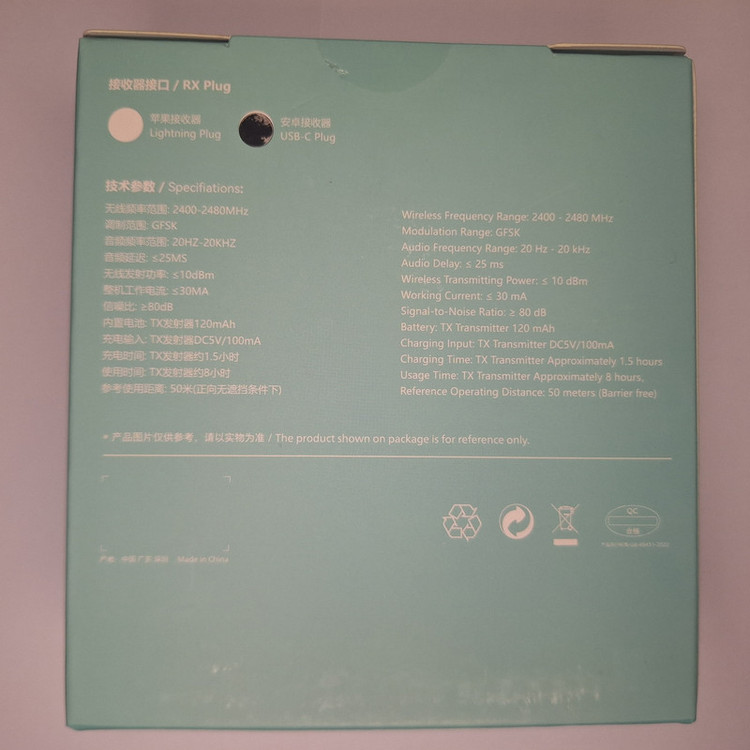 接收器接口 / RX Plug
苹果接收器
Lightning Plug
安卓接收器
USB-C Plug
技术参数 / Specifiations:
无线频率范围: 2400-2480MHz
调制范围: GFSK
音频频率范围: 20HZ-20KHZ
音频延迟: ≤25MS
无线发射功率: ≤10dBm
整机工作电流: ≤30MA
信噪比: ≥80dB
内置电池: TX发射器120mAh
充电输入: TX发射器DC5V/100mA
充电时间: TX发射器约1.5小时
使用时间: TX发射器约8小时
参考使用距离: 50米(正向无遮挡条件下)
Wireless Frequency Range: 2400 - 2480 MHz
Modulation Range: GFSK
Audio Frequency Range: 20 Hz - 20 kHz
Audio Delay: ≤ 25 ms
Wireless Transmitting Power: ≤ 10 dBm
Working Current: ≤ 30 mA
Signal-to-Noise Ratio: ≥ 80 dB
Battery: TX Transmitter 120 mAh
Charging Input: TX Transmitter DC5V/100mA
Charging Time: TX Transmitter Approximately 1.5 hours
Usage Time: TX Transmitter Approximately 8 hours.
Reference Operating Distance: 50 meters (Barrier free)
* 产品图片仅供参考，请以实物为准 / The product shown on package is for reference only.
产地：中国 广东 深圳 Made in China
QC
合格